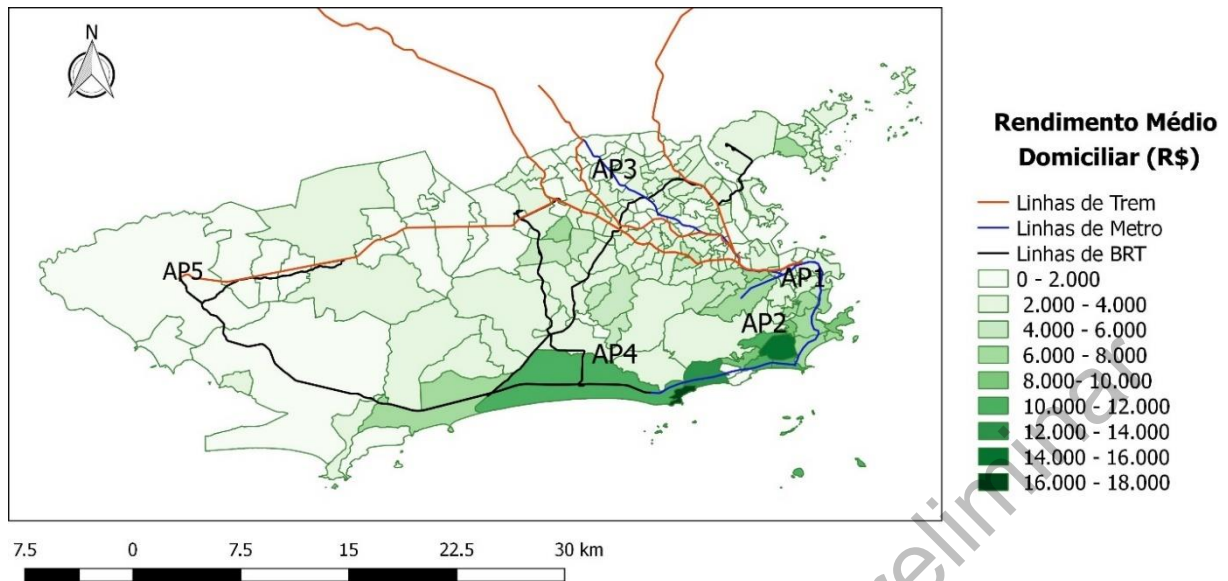 N
AP3
AP5
AP1
AP2
AP4
Rendimento Médio
Domiciliar (R$)
Linhas de Trem
Linhas de Metro
Linhas de BRT
0 - 2.000
2.000 - 4.000
4.000 - 6.000
6.000 - 8.000
8.000 - 10.000
10.000 - 12.000
12.000 - 14.000
14.000 - 16.000
16.000 - 18.000
7.5 0 7.5 15 22.5 30 km